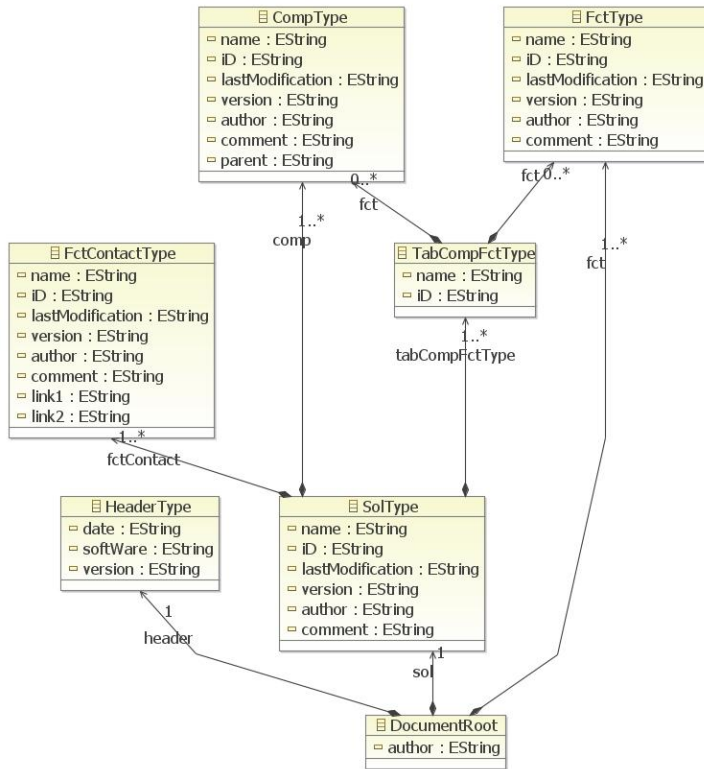 CompType
name : EString
iD : EString
lastModification : EString
version : EString
author : EString
comment : EString
parent : EString
FctType
name : EString
iD : EString
lastModification : EString
version : EString
author : EString
comment : EString
0..*
fct
fct
0..*
1..*
comp
1..*
fct
FctContactType
name : EString
iD : EString
lastModification : EString
version : EString
author : EString
comment : EString
link1 : EString
link2 : EString
TabCompFctType
name : EString
iD : EString
1..*
tabCompFctType
1..*
fctContact
HeaderType
date : EString
softWare : EString
version : EString
SolType
name : EString
iD : EString
lastModification : EString
version : EString
author : EString
comment : EString
1
header
1
sol
DocumentRoot
author : EString